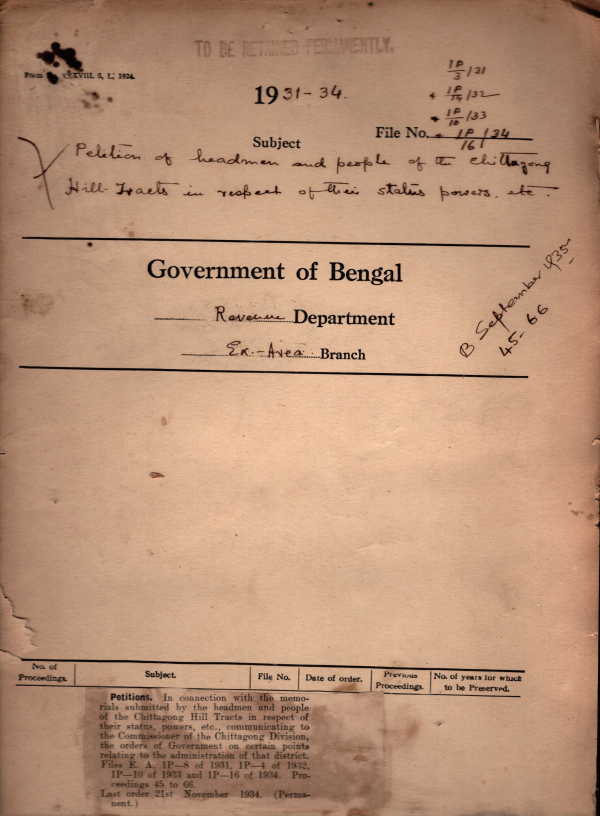 TO BE RETAINED PERMANENTLY.
XXXVIII, S, L, 1924.
1931-34.
1P/3/31
+ 1P/14/32
+ 1P/10/33
File No. + 1P/16/34
Subject
Petition of headmen and people of the Chittagong
Hill-Tracts in respect of their status powers, etc.
Government of Bengal
Revenue Department
Ex.-Area Branch
B September 1935
45-66
No. of Proceedings.
Subject.
File No.
Date of order.
Previous Proceedings.
No. of years for which to be Preserved.
Petitions. In connection with the memo-
rials submitted by the headmen and people
of the Chittagong Hill Tracts in respect of
their status, powers, etc., communicating to
the Commissioner of the Chittagong Division,
the orders of Government on certain points
relating to the administration of that district.
Files E. A. 1P—8 of 1931, 1P—4 of 1932,
1P—10 of 1933 and 1P—16 of 1934. Pro-
ceedings 45 to 66.
Last order 21st November 1934. (Perma-
nent.)